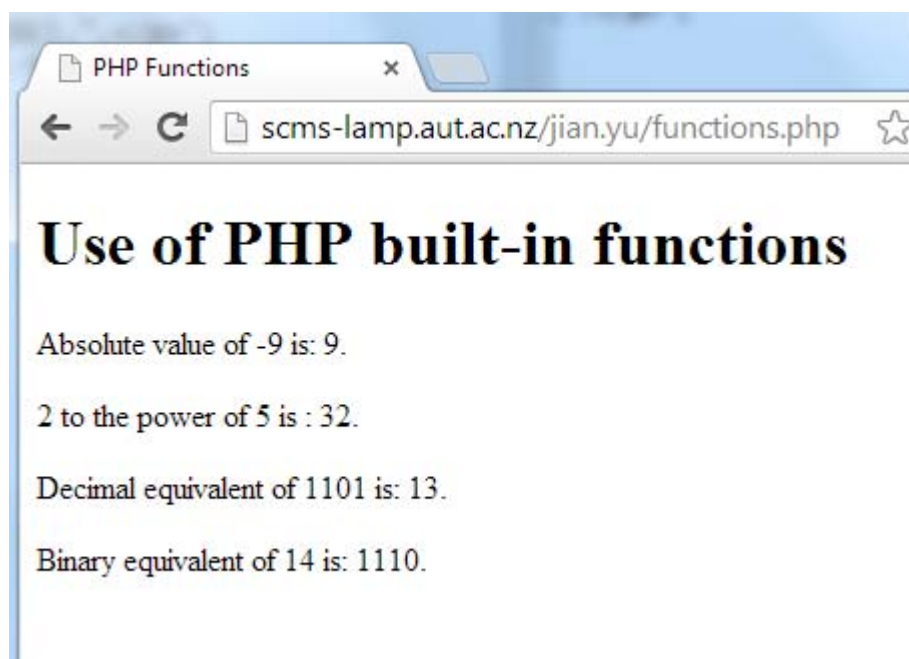 PHP Functions
scms-lamp.aut.ac.nz/jian.yu/functions.php
Use of PHP built-in functions
Absolute value of -9 is: 9.
2 to the power of 5 is : 32.
Decimal equivalent of 1101 is: 13.
Binary equivalent of 14 is: 1110.